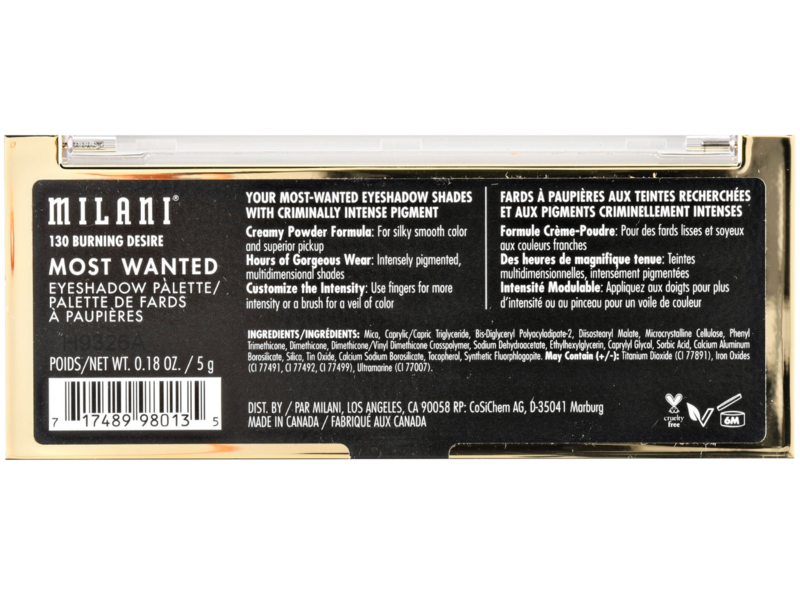 MILANI®
130 BURNING DESIRE
MOST WANTED
EYESHADOW PÀLETTE/
PALETTE DE FARDS
À PAUPIÈRES
H9326A
POIDS/NET WT. 0.18 OZ. / 5 g
7 17489 98013 5
YOUR MOST-WANTED EYESHADOW SHADES
WITH CRIMINALLY INTENSE PIGMENT
Creamy Powder Formula: For silky smooth color
and superior pickup
Hours of Gorgeous Wear: Intensely pigmented,
multidimensional shades
Customize the Intensity: Use fingers for more
intensity or a brush for a veil of color
FARDS À PAUPIÈRES AUX TEINTES RECHERCHÉES
ET AUX PIGMENTS CRIMINELLEMENT INTENSES
Formule Crème-Poudre: Pour des fards lisses et soyeux
aux couleurs franches
Des heures de magnifique tenue: Teintes
multidimensionnelles, intensément pigmentées
Intensité Modulable: Appliquez aux doigts pour plus
d'intensité ou au pinceau pour un voile de couleur
INGREDIENTS/INGRÉDIENTS: Mica, Caprylic/Capric Triglyceride, Bis-Diglyceryl Polyacyladipate-2, Diisostearyl Malate, Microcrystalline Cellulose, Phenyl
Trimethicone, Dimethicone, Dimethicone/Vinyl Dimethicone Crosspolymer, Sodium Dehydroacetate, Ethylhexylglycerin, Caprylyl Glycol, Sorbic Acid, Calcium Aluminum
Borosilicate, Silica, Tin Oxide, Calcium Sodium Borosilicate, Tocopherol, Synthetic Fluorphlogopite. May Contain (+/-): Titanium Dioxide (CI 77891), Iron Oxides
(CI 77491, CI 77492, CI 77499), Ultramarine (CI 77007).
DIST. BY / PAR MILANI, LOS ANGELES, CA 90058 RP: CoSiChem AG, D-35041 Marburg
MADE IN CANADA / FABRIQUÉ AUX CANADA
cruelty
free
6M